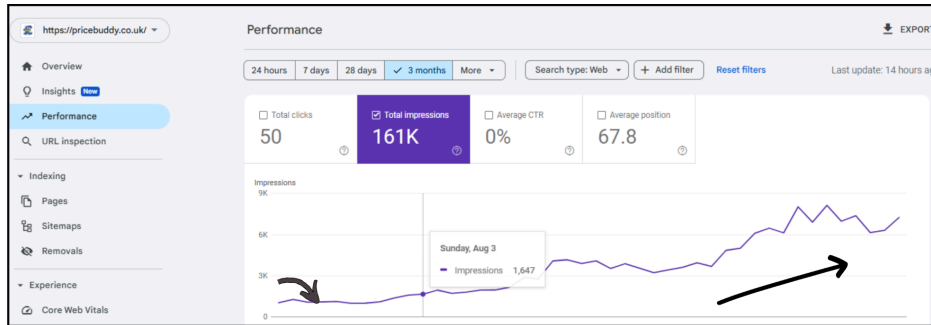 https://pricebuddy.co.uk/
Performance
EXPORT
Overview
Insights New
Performance
URL inspection
Indexing
Pages
Sitemaps
Removals
Experience
Core Web Vitals
24 hours 7 days 28 days 3 months More
Search type: Web + Add filter Reset filters
Last update: 14 hours ag
Total clicks
50
Total impressions
161K
Average CTR
0%
Average position
67.8
Impressions
9K
6K
3K
0
Sunday, Aug 3
Impressions 1,647